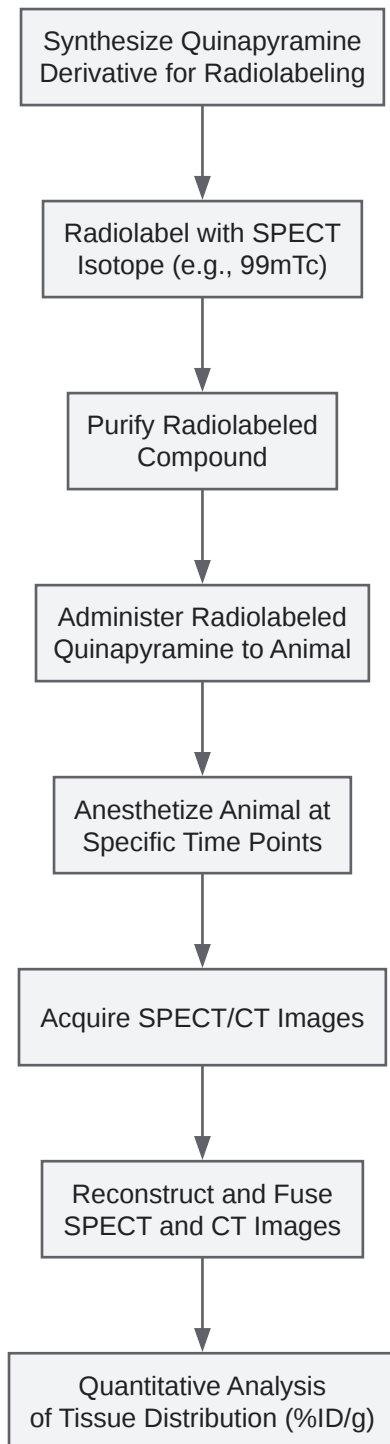 Synthesize Quinapyramine
Derivative for Radiolabeling
Radiolabel with SPECT
Isotope (e.g., 99mTc)
Purify Radiolabeled
Compound
Administer Radiolabeled
Quinapyramine to Animal
Anesthetize Animal at
Specific Time Points
Acquire SPECT/CT Images
Reconstruct and Fuse
SPECT and CT Images
Quantitative Analysis
of Tissue Distribution (%ID/g)